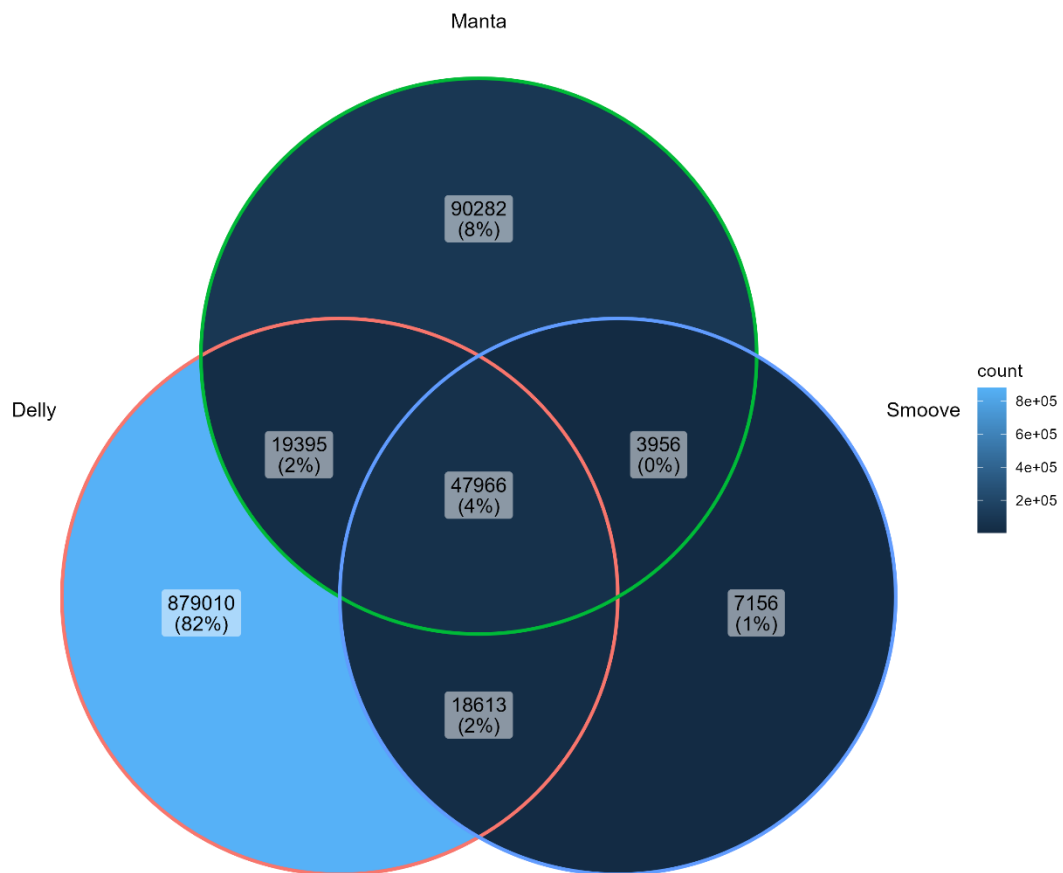 Manta
90282
(8%)
count
8e+05
6e+05
4e+05
2e+05
Delly
Smoove
19395
(2%)
3956
(0%)
47966
(4%)
879010
(82%)
7156
(1%)
18613
(2%)